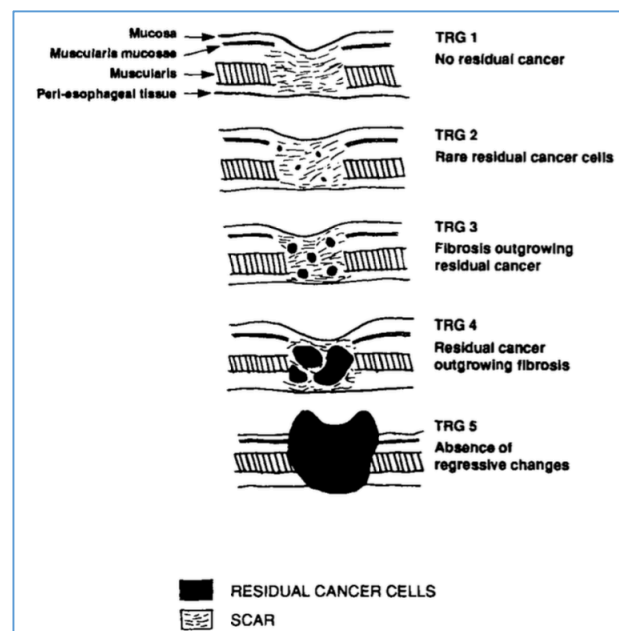 Mucosa
Muscularis mucosae
Muscularis
Peri-esophageal tissue
TRG 1
No residual cancer
TRG 2
Rare residual cancer cells
TRG 3
Fibrosis outgrowing
residual cancer
TRG 4
Residual cancer
outgrowing fibrosis
TRG 5
Absence of
regressive changes
RESIDUAL CANCER CELLS
SCAR